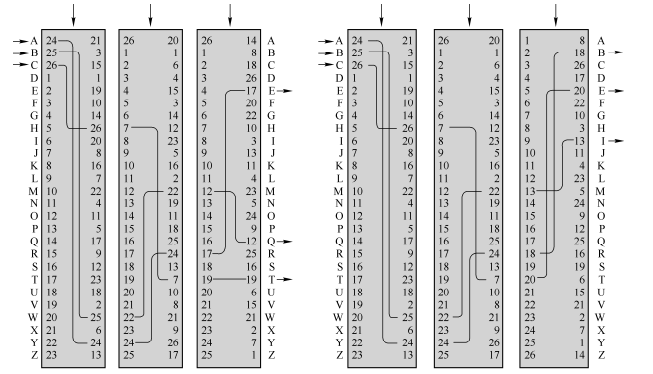 A 24 21 26 20 26 14 A A 24 21 26 20 1 8 A
B 25 3 1 1 1 8 B B 25 3 1 1 2 18 B
C 26 15 2 6 2 18 C C 26 15 2 6 3 26 C
D 1 1 3 4 3 26 D D 1 1 3 4 4 17 D
E 2 19 4 15 4 17 E E 2 19 4 15 5 20 E
F 3 10 5 3 5 20 F F 3 10 5 3 6 22 F
G 4 14 6 14 6 22 G G 4 14 6 14 7 10 G
H 5 26 7 12 7 10 H H 5 26 7 12 8 3 H
I 6 20 8 23 8 3 I I 6 20 8 23 9 13 I
J 7 8 9 5 9 13 J J 7 8 9 5 10 11 J
K 8 16 10 16 10 11 K K 8 16 10 16 11 4 K
L 9 7 11 2 11 4 L L 9 7 11 2 12 23 L
M 10 22 12 22 12 23 M M 10 22 12 22 13 5 M
N 11 4 13 19 13 5 N N 11 4 13 19 14 24 N
O 12 11 14 11 14 24 O O 12 11 14 11 15 9 O
P 13 5 15 18 15 9 P P 13 5 15 18 16 12 P
Q 14 17 16 25 16 12 Q Q 14 17 16 25 17 25 Q
R 15 9 17 24 17 25 R R 15 9 17 24 18 16 R
S 16 12 18 13 18 16 S S 16 12 18 13 19 19 S
T 17 23 19 7 19 19 T T 17 23 19 7 20 6 T
U 18 18 20 10 20 6 U U 18 18 20 10 21 15 U
V 19 2 21 8 21 15 V V 19 2 21 8 22 21 V
W 20 25 22 21 22 21 W W 20 25 22 21 23 2 W
X 21 6 23 9 23 2 X X 21 6 23 9 24 7 X
Y 22 24 24 26 24 7 Y Y 22 24 24 26 25 1 Y
Z 23 13 25 17 25 1 Z Z 23 13 25 17 26 14 Z